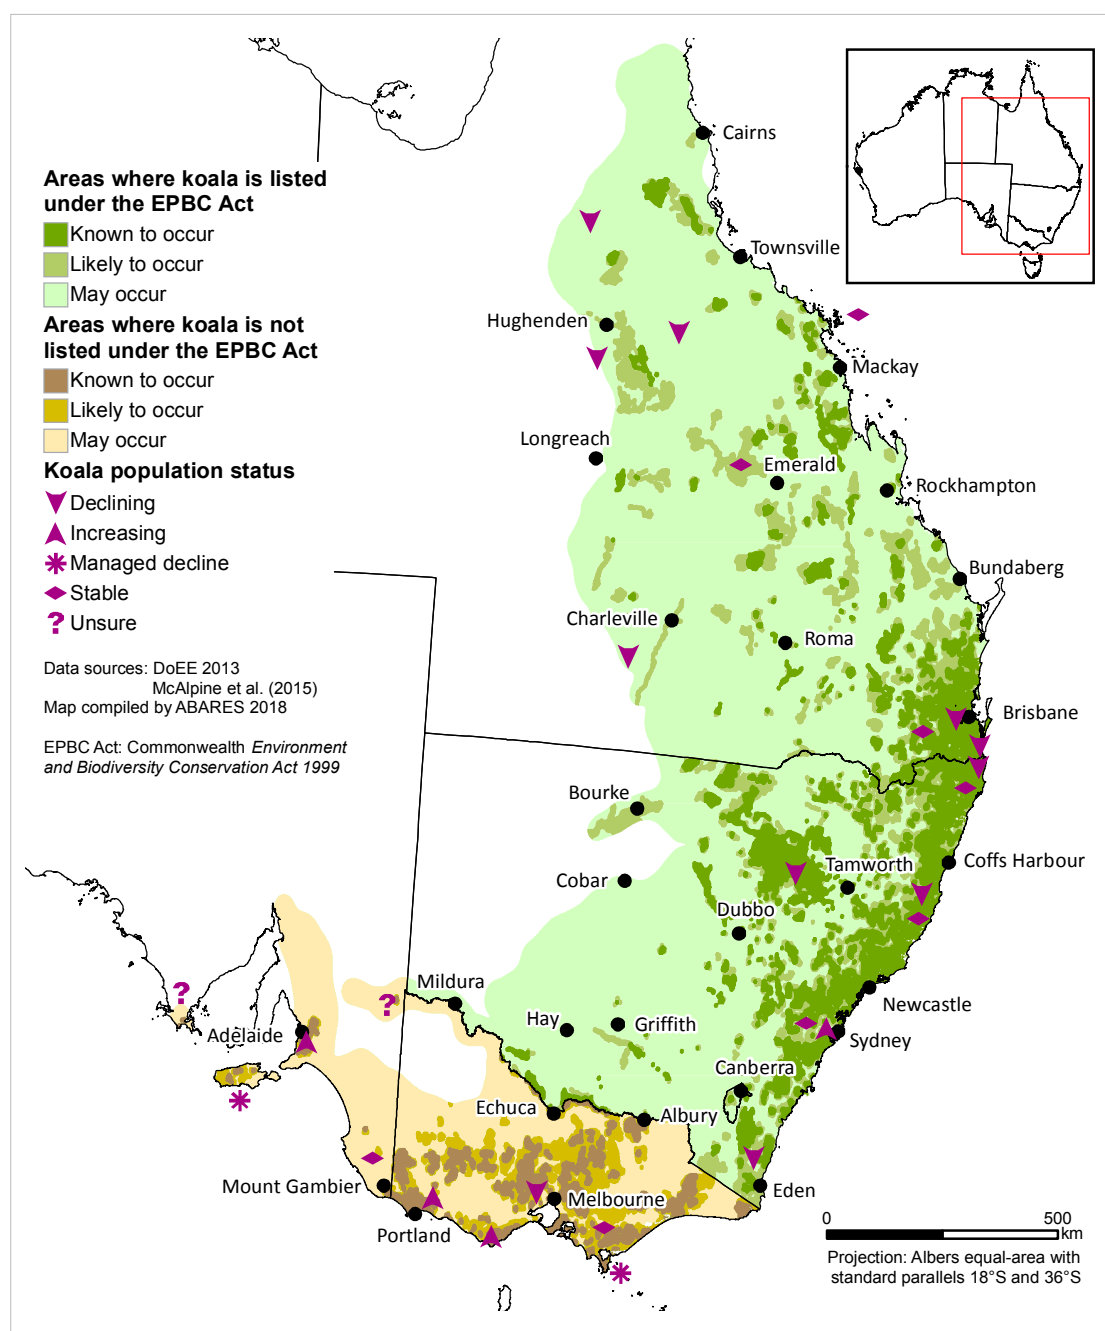 Areas where koala is listed
under the EPBC Act
Known to occur
Likely to occur
May occur
Areas where koala is not
listed under the EPBC Act
Known to occur
Likely to occur
May occur
Koala population status
Declining
Increasing
Managed decline
Stable
? Unsure
Data sources: DoEE 2013
McAlpine et al. (2015)
Map compiled by ABARES 2018
EPBC Act: Commonwealth Environment
and Biodiversity Conservation Act 1999
Cairns
Townsville
Hughenden
Mackay
Longreach
Emerald
Rockhampton
Bundaberg
Charleville
Roma
Brisbane
Bourke
Cobar
Tamworth
Coffs Harbour
Dubbo
?
?
Mildura
Newcastle
Hay
Griffith
Adelaide
Sydney
Canberra
Echuca
Albury
Mount Gambier
Melbourne
Eden
Portland
0 500
km
Projection: Albers equal-area with
standard parallels 18°S and 36°S